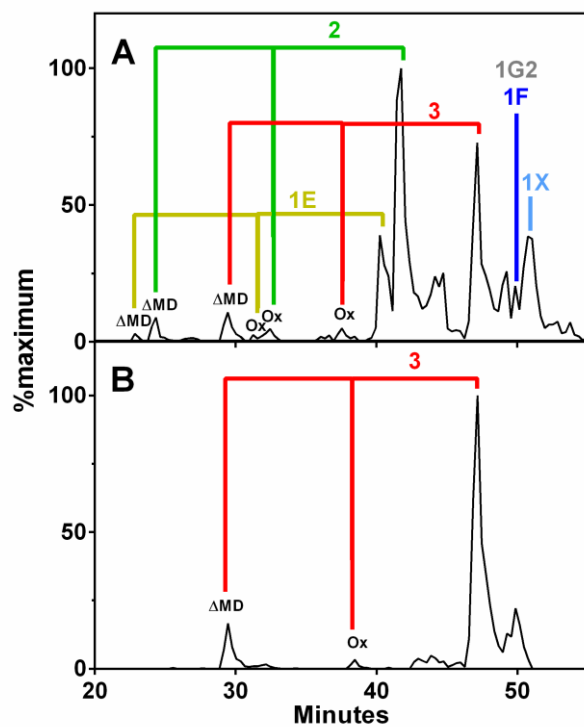 A
2
1G2
1F
3
1X
1E
ΔMD
ΔMD
ΔMD
Ox
Ox
Ox
100
50
0
%maximum
B
3
ΔMD
Ox
100
50
0
20 30 40 50
Minutes